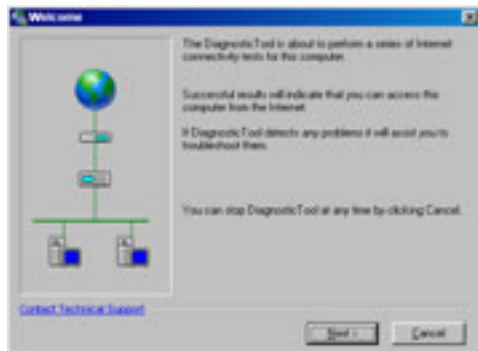 Welcome
The DiagnosticTool is about to perform a series of Internet
connectivity tests for this computer.
Successful results will indicate that you can access this
computer from the Internet.
If DiagnosticTool detects any problems it will assist you to
troubleshoot them.
You can stop DiagnosticTool at any time by clicking Cancel.
Contact Technical Support
Next >
Cancel